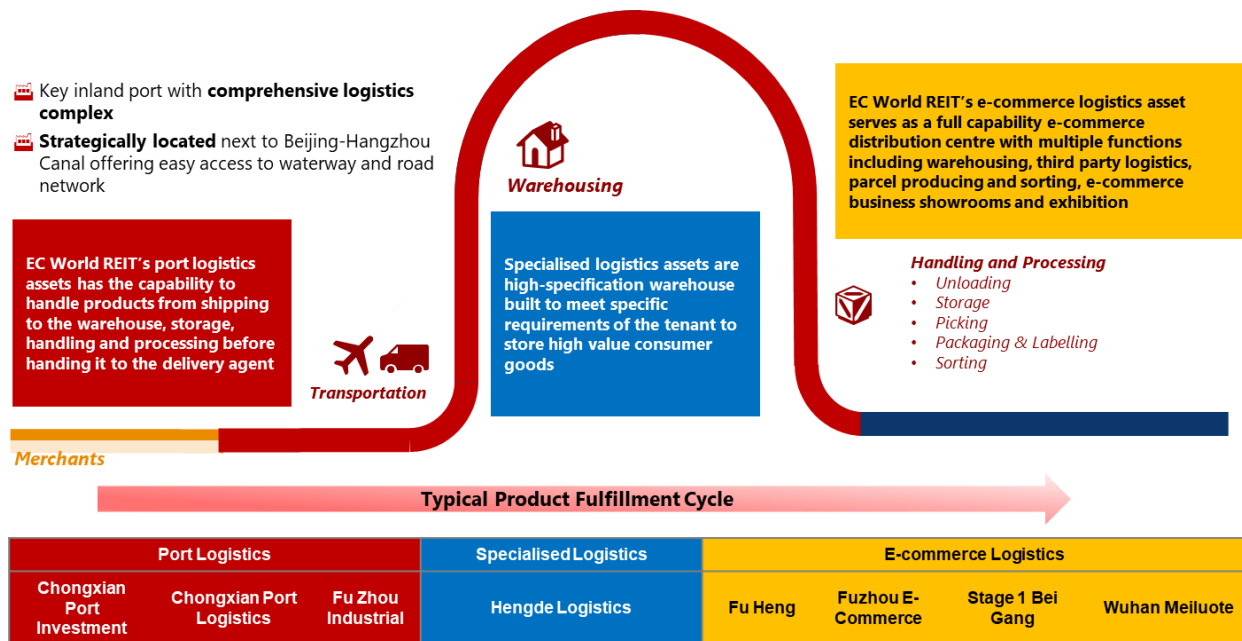 Key inland port with comprehensive logistics
complex
Strategically located next to Beijing-Hangzhou
Canal offering easy access to waterway and road
network
EC World REIT's port logistics
assets has the capability to
handle products from shipping
to the warehouse, storage,
handling and processing before
handing it to the delivery agent
Transportation
Merchants
Warehousing
Specialised logistics assets are
high-specification warehouse
built to meet specific
requirements of the tenant to
store high value consumer
goods
EC World REIT's e-commerce logistics asset
serves as a full capability e-commerce
distribution centre with multiple functions
including warehousing, third party logistics,
parcel producing and sorting, e-commerce
business showrooms and exhibition
Handling and Processing
• Unloading
• Storage
• Picking
• Packaging & Labelling
• Sorting
Typical Product Fulfillment Cycle
Port Logistics
Specialised Logistics
E-commerce Logistics
Chongxian
Port
Investment
Chongxian Port
Logistics
Fu Zhou
Industrial
Hengde Logistics
Fu Heng
Fuzhou E-
Commerce
Stage 1 Bei
Gang
Wuhan Meiluote